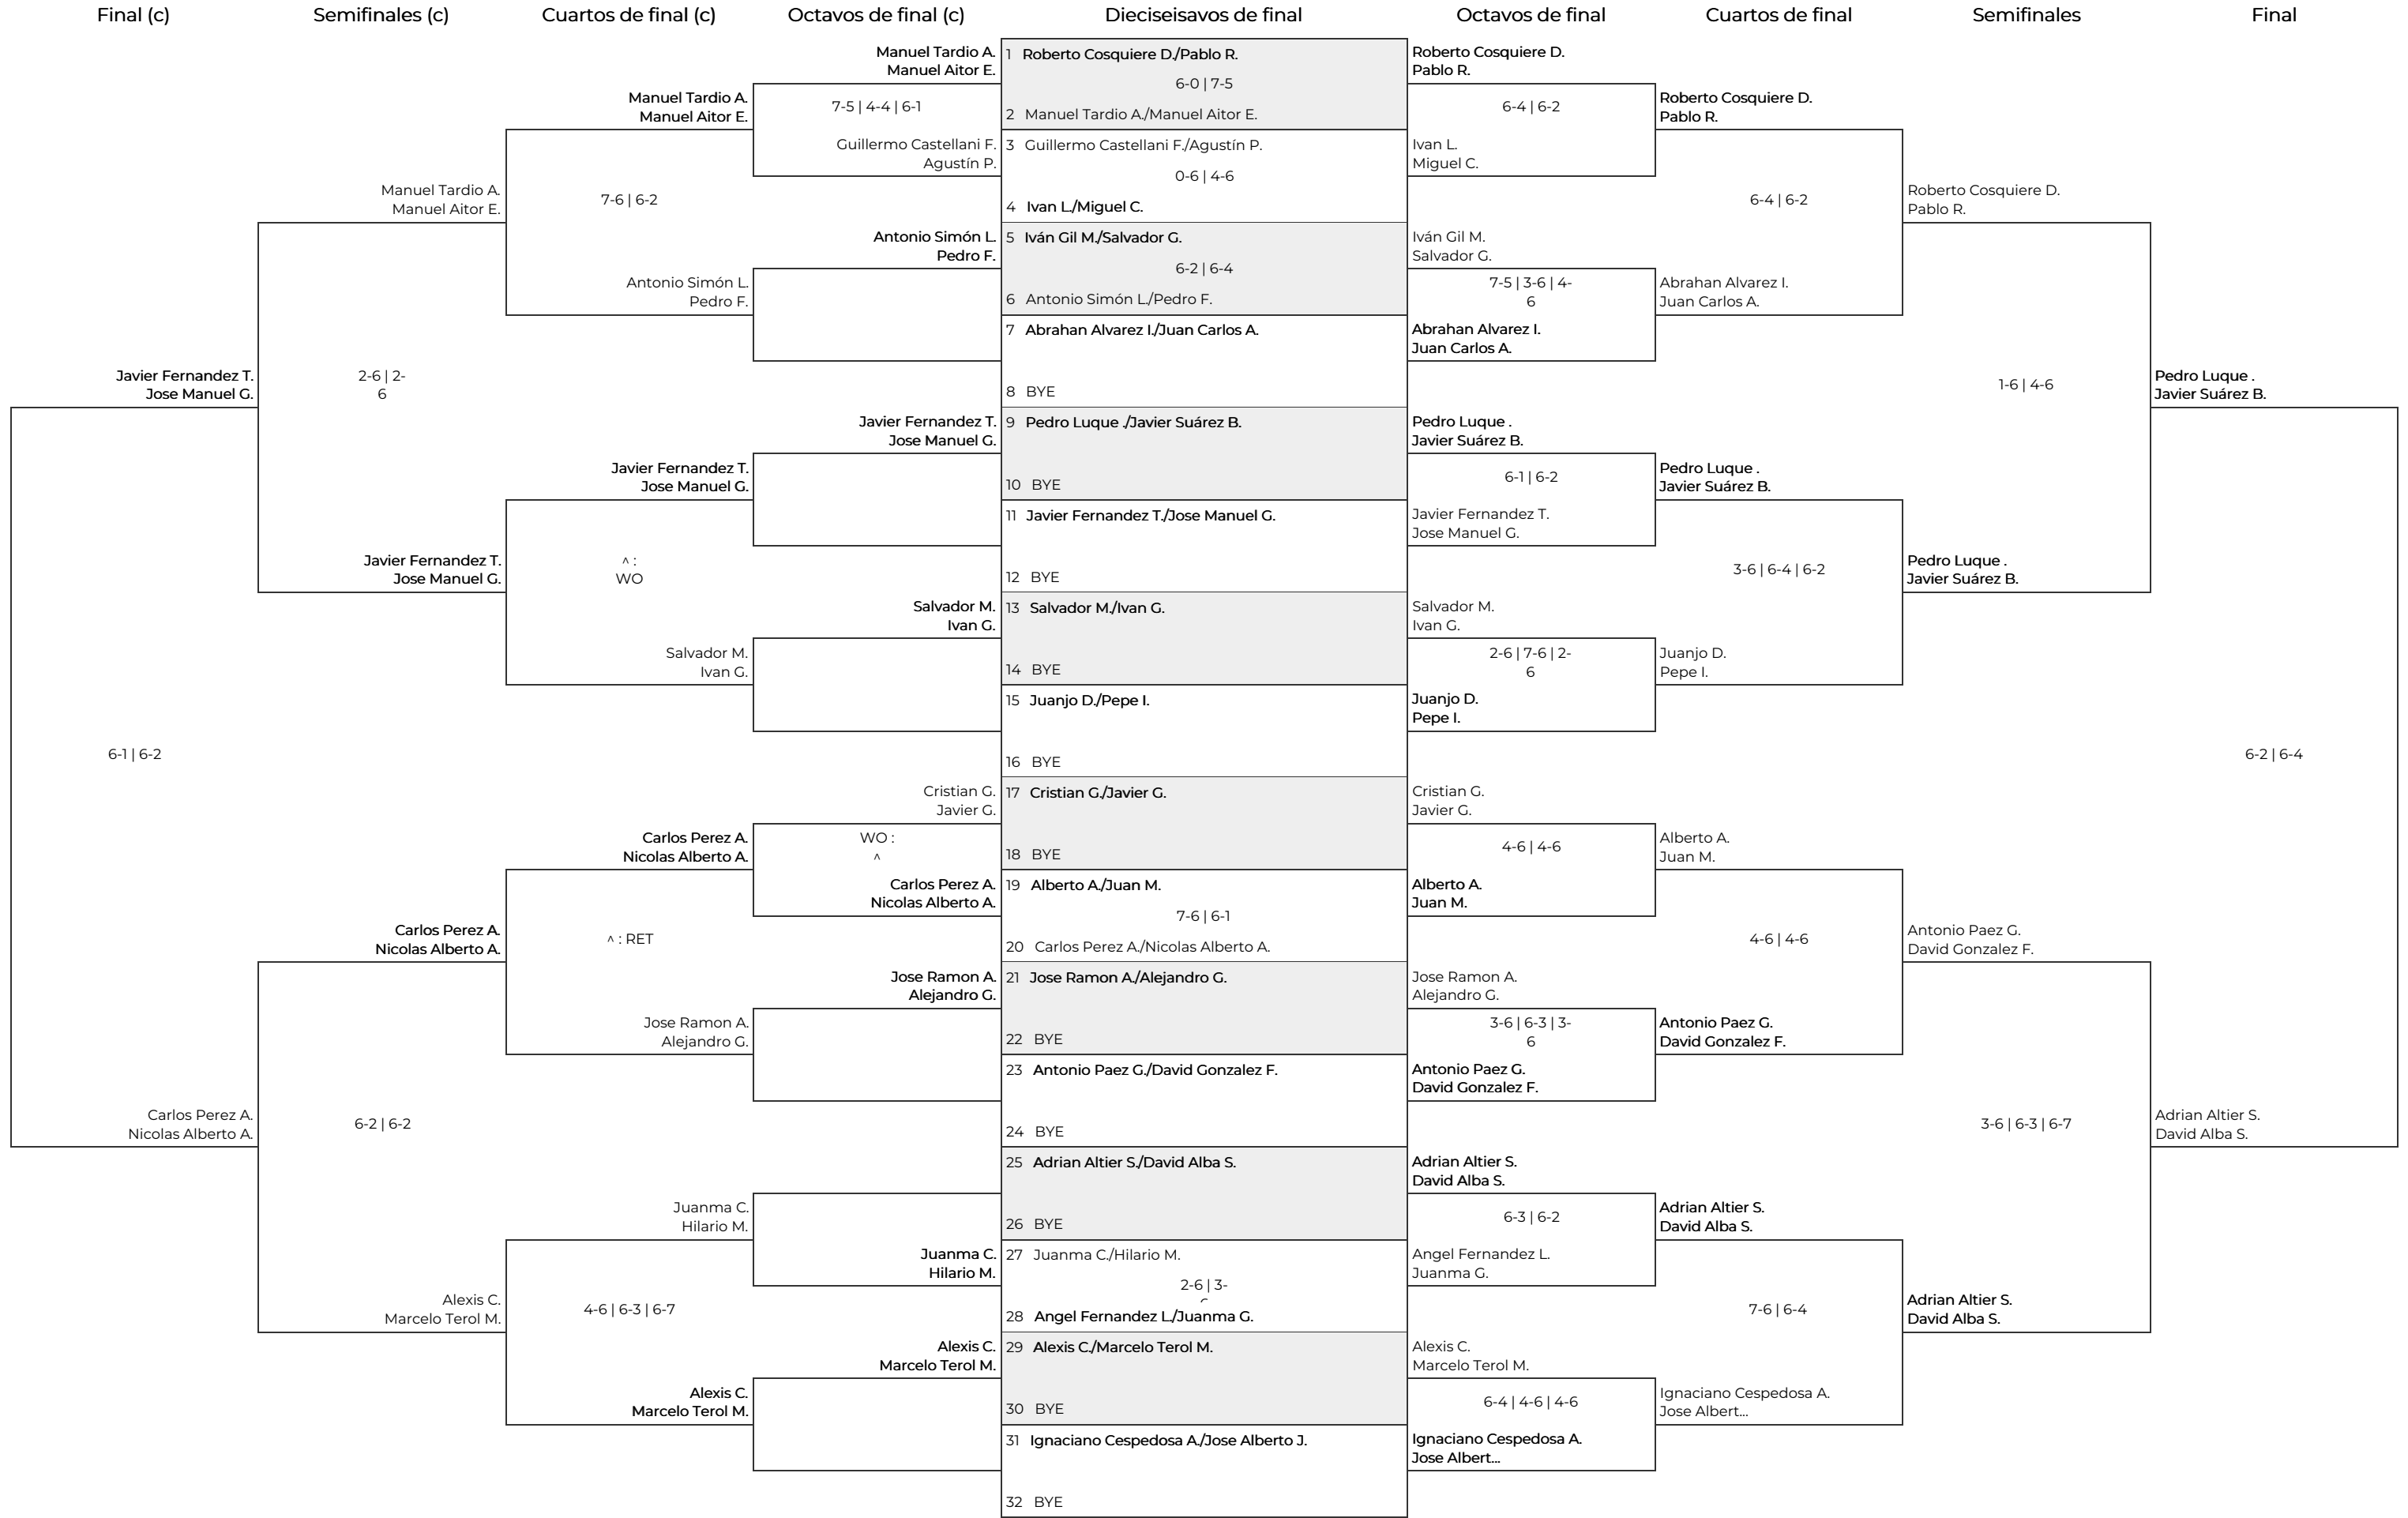 Final (c)
Semifinales (c)
Cuartos de final (c)
Octavos de final (c)
Dieciseisavos de final
Octavos de final
Cuartos de final
Semifinales
Final
Javier Fernandez T.
Jose Manuel G.
6-1 | 6-2
Carlos Perez A.
Nicolas Alberto A.
Manuel Tardio A.
Manuel Aitor E.
2-6 | 2-
6
Javier Fernandez T.
Jose Manuel G.
Carlos Perez A.
Nicolas Alberto A.
6-2 | 6-2
Alexis C.
Marcelo Terol M.
Manuel Tardio A.
Manuel Aitor E.
7-6 | 6-2
Antonio Simón L.
Pedro F.
Javier Fernandez T.
Jose Manuel G.
^ :
WO
Salvador M.
Ivan G.
Carlos Perez A.
Nicolas Alberto A.
^ : RET
Jose Ramon A.
Alejandro G.
Juanma C.
Hilario M.
4-6 | 6-3 | 6-7
Alexis C.
Marcelo Terol M.
Manuel Tardio A.
Manuel Aitor E.
7-5 | 4-4 | 6-1
Guillermo Castellani F.
Agustín P.
Antonio Simón L.
Pedro F.
Javier Fernandez T.
Jose Manuel G.
Salvador M.
Ivan G.
Cristian G.
Javier G.
WO :
^
Carlos Perez A.
Nicolas Alberto A.
Jose Ramon A.
Alejandro G.
Juanma C.
Hilario M.
Alexis C.
Marcelo Terol M.
1 Roberto Cosquiere D./Pablo R.
6-0 | 7-5
2 Manuel Tardio A./Manuel Aitor E.
3 Guillermo Castellani F./Agustín P.
0-6 | 4-6
4 Ivan L./Miguel C.
5 Iván Gil M./Salvador G.
6-2 | 6-4
6 Antonio Simón L./Pedro F.
7 Abrahan Alvarez I./Juan Carlos A.
8 BYE
9 Pedro Luque ./Javier Suárez B.
10 BYE
11 Javier Fernandez T./Jose Manuel G.
12 BYE
13 Salvador M./Ivan G.
14 BYE
15 Juanjo D./Pepe I.
16 BYE
17 Cristian G./Javier G.
18 BYE
19 Alberto A./Juan M.
7-6 | 6-1
20 Carlos Perez A./Nicolas Alberto A.
21 Jose Ramon A./Alejandro G.
22 BYE
23 Antonio Paez G./David Gonzalez F.
24 BYE
25 Adrian Altier S./David Alba S.
26 BYE
27 Juanma C./Hilario M.
2-6 | 3-
28 Angel Fernandez L./Juanma G.
29 Alexis C./Marcelo Terol M.
30 BYE
31 Ignaciano Cespedosa A./Jose Alberto J.
32 BYE
Roberto Cosquiere D.
Pablo R.
6-4 | 6-2
Ivan L.
Miguel C.
Iván Gil M.
Salvador G.
7-5 | 3-6 | 4-
6
Abrahan Alvarez I.
Juan Carlos A.
Pedro Luque .
Javier Suárez B.
6-1 | 6-2
Javier Fernandez T.
Jose Manuel G.
Salvador M.
Ivan G.
2-6 | 7-6 | 2-
6
Juanjo D.
Pepe I.
Cristian G.
Javier G.
4-6 | 4-6
Alberto A.
Juan M.
Jose Ramon A.
Alejandro G.
3-6 | 6-3 | 3-
6
Antonio Paez G.
David Gonzalez F.
Adrian Altier S.
David Alba S.
6-3 | 6-2
Angel Fernandez L.
Juanma G.
Alexis C.
Marcelo Terol M.
6-4 | 4-6 | 4-6
Ignaciano Cespedosa A.
Jose Albert...
Roberto Cosquiere D.
Pablo R.
6-4 | 6-2
Abrahan Alvarez I.
Juan Carlos A.
Pedro Luque .
Javier Suárez B.
3-6 | 6-4 | 6-2
Juanjo D.
Pepe I.
Alberto A.
Juan M.
4-6 | 4-6
Antonio Paez G.
David Gonzalez F.
Adrian Altier S.
David Alba S.
7-6 | 6-4
Ignaciano Cespedosa A.
Jose Albert...
Roberto Cosquiere D.
Pablo R.
1-6 | 4-6
Pedro Luque .
Javier Suárez B.
Antonio Paez G.
David Gonzalez F.
3-6 | 6-3 | 6-7
Adrian Altier S.
David Alba S.
Pedro Luque .
Javier Suárez B.
6-2 | 6-4
Adrian Altier S.
David Alba S.